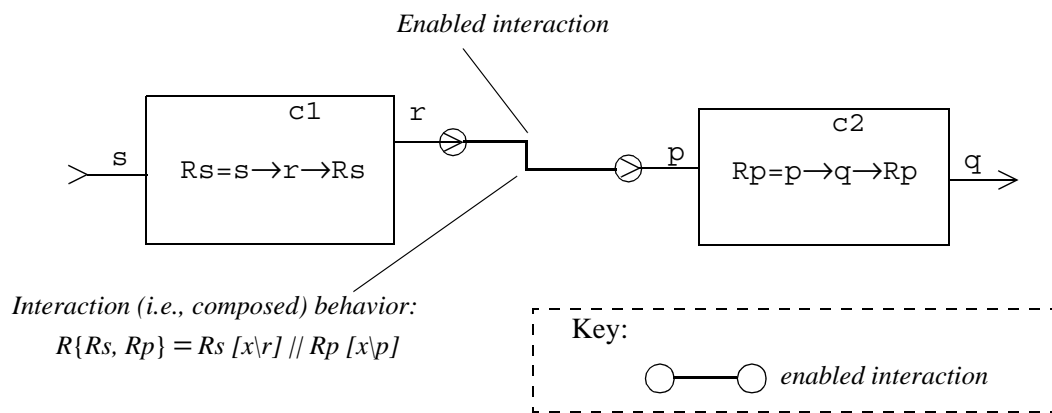 Enabled interaction
c1
r
c2
s
p
q
Rs=s→r→Rs
Rp=p→q→Rp
Interaction (i.e., composed) behavior:
R{Rs, Rp} = Rs [x\r] // Rp [x\p]
Key:
enabled interaction